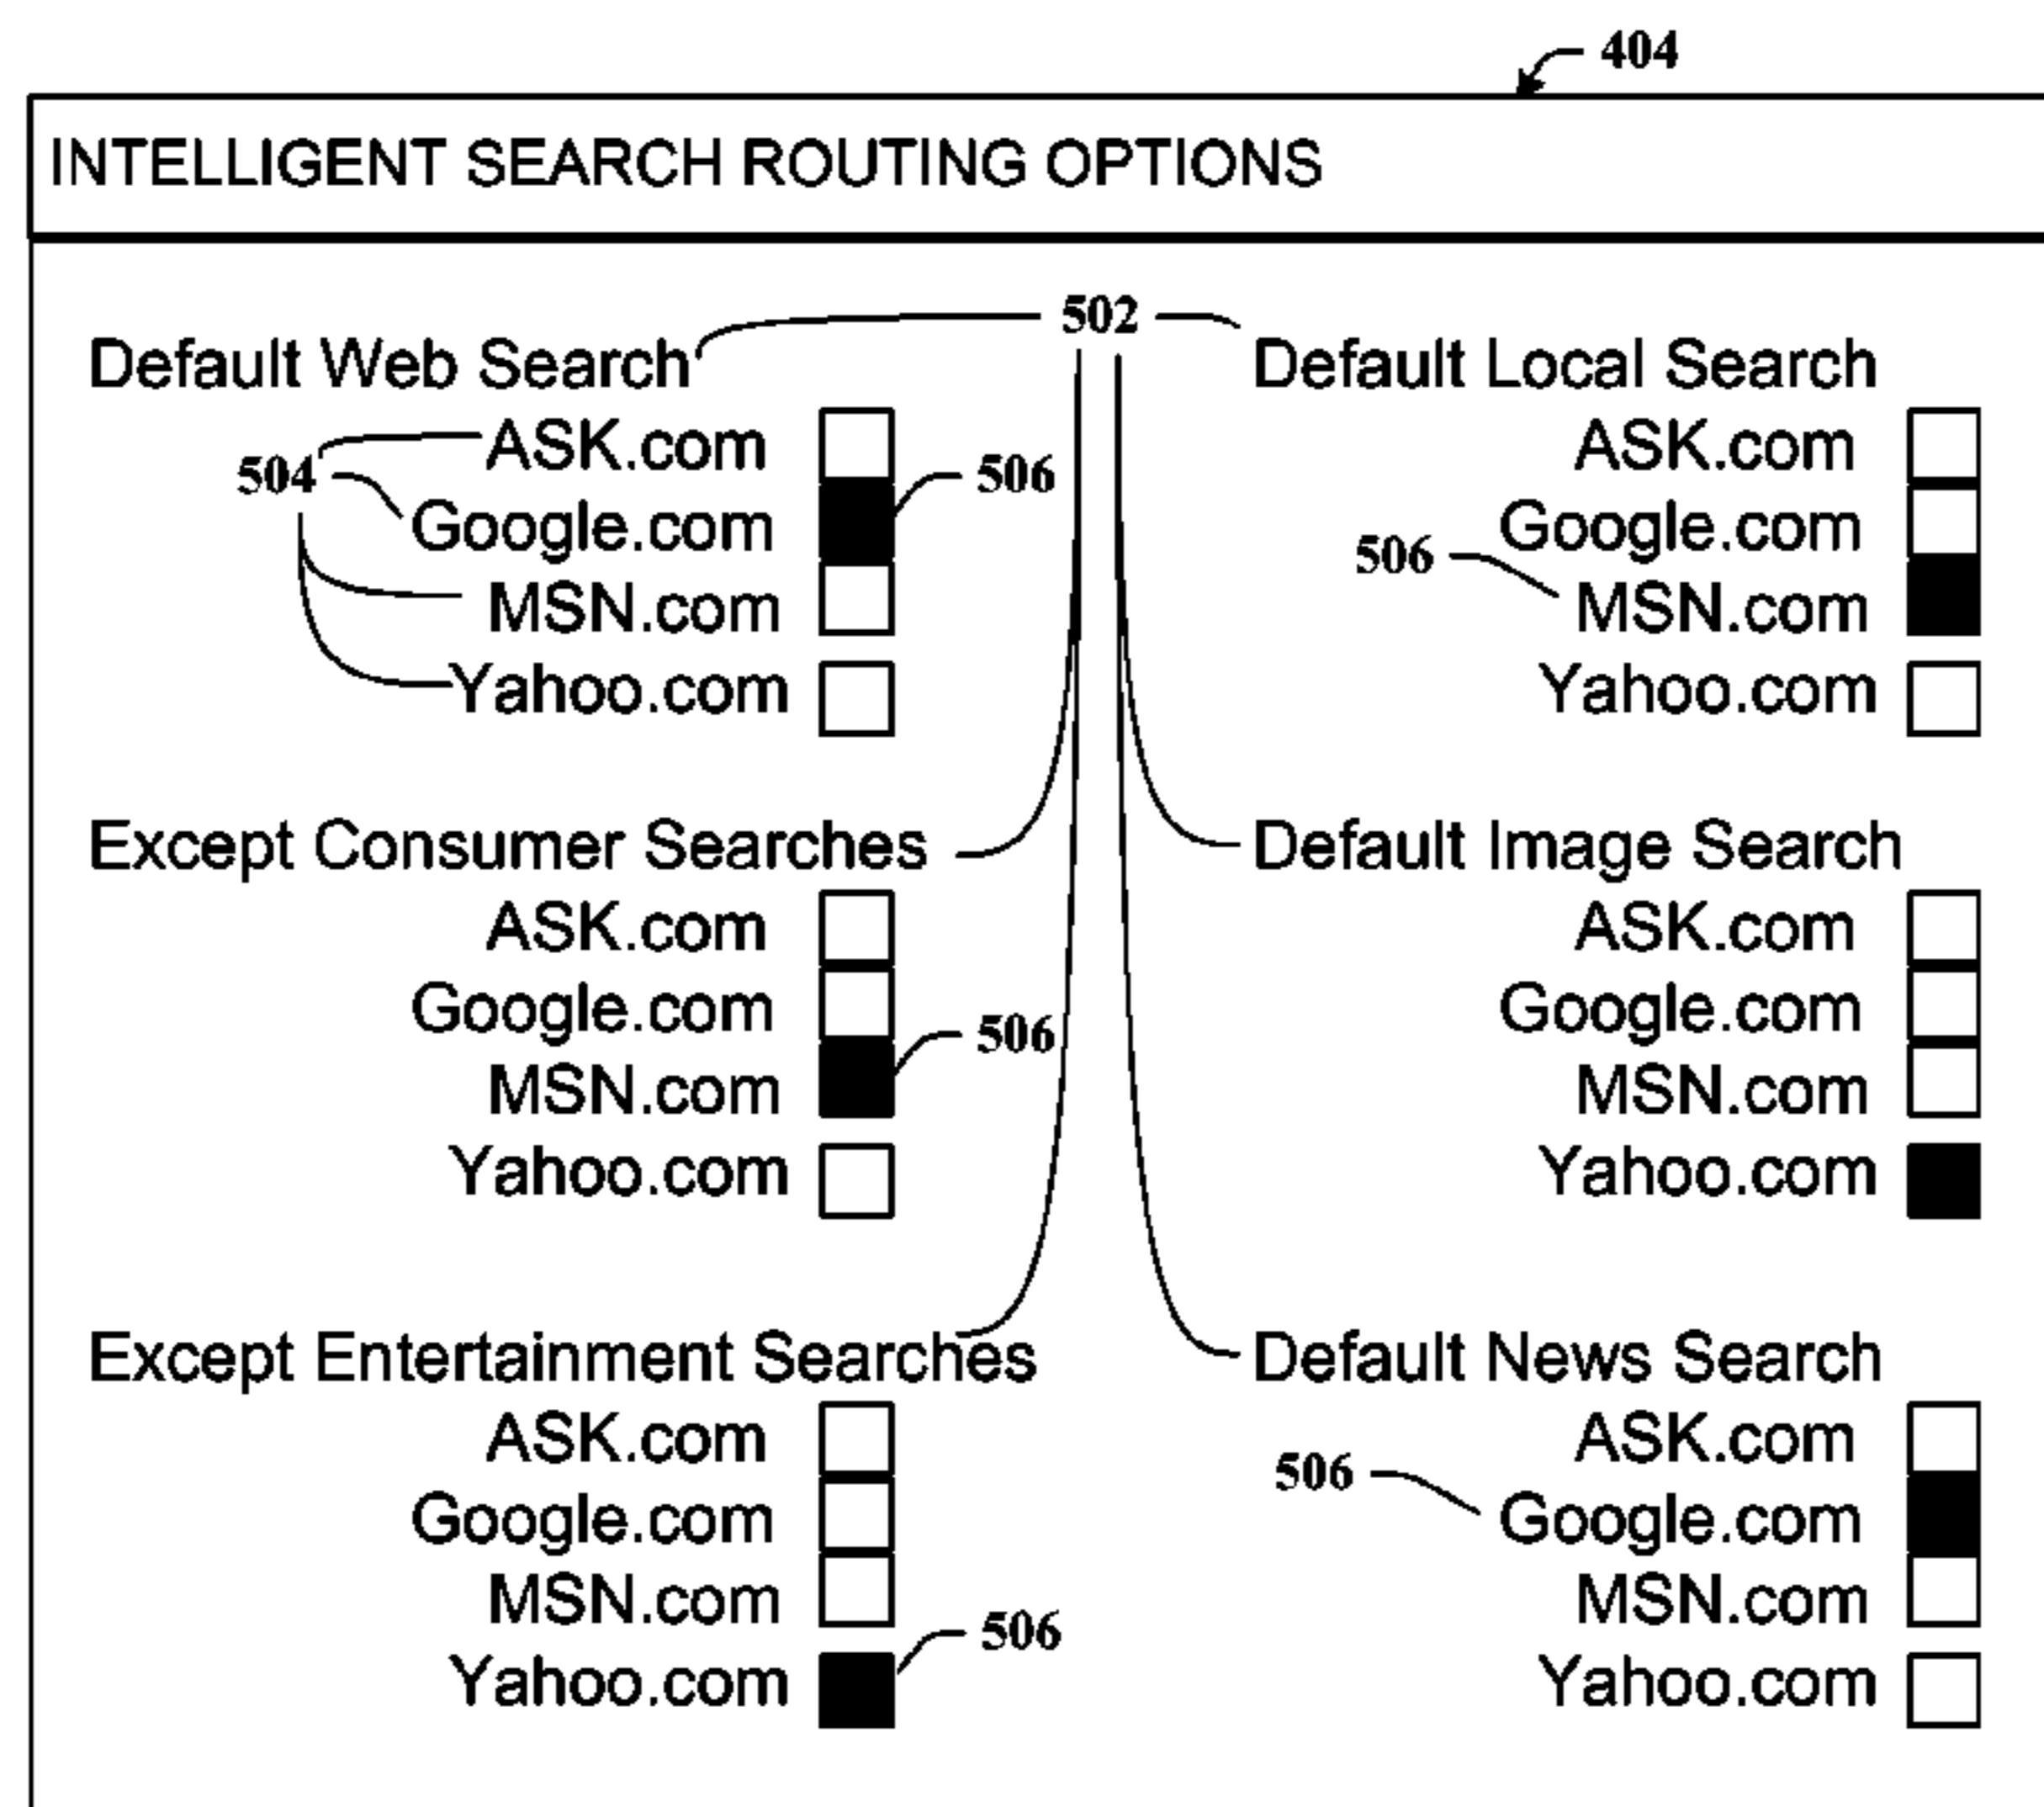 404
INTELLIGENT SEARCH ROUTING OPTIONS
502
Default Web Search
ASK.com
504
506
Google.com
MSN.com
Yahoo.com
Default Local Search
ASK.com
Google.com
506
MSN.com
Yahoo.com
Except Consumer Searches
ASK.com
Google.com
506
MSN.com
Yahoo.com
Default Image Search
ASK.com
Google.com
MSN.com
Yahoo.com
Except Entertainment Searches
ASK.com
Google.com
MSN.com
506
Yahoo.com
Default News Search
ASK.com
506
Google.com
MSN.com
Yahoo.com